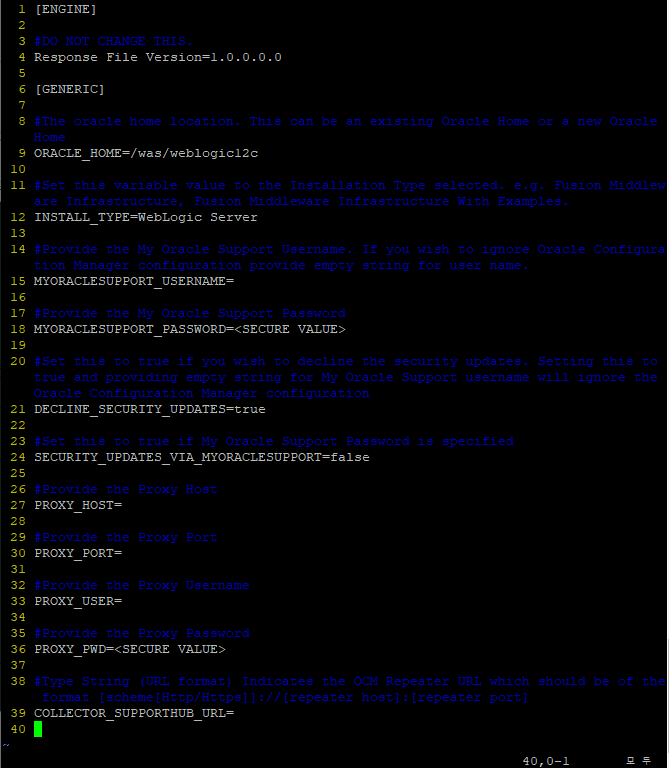 1 [ENGINE]
2
3 #DO NOT CHANGE THIS.
4 Response File Version=1.0.0.0.0
5
6 [GENERIC]
7
8 #The oracle home location. This can be an existing Oracle Home or a new Oracle
Home
9 ORACLE_HOME=/was/weblogic12c
10
11 #Set this variable value to the Installation Type selected. e.g. Fusion Middlew
are Infrastructure, Fusion Middleware Infrastructure With Examples.
12 INSTALL_TYPE=WebLogic Server
13
14 #Provide the My Oracle Support Username. If you wish to ignore Oracle Configura
tion Manager configuration provide empty string for user name.
15 MYORACLESUPPORT_USERNAME=
16
17 #Provide the My Oracle Support Password
18 MYORACLESUPPORT_PASSWORD=<SECURE VALUE>
19
20 #Set this to true if you wish to decline the security updates. Setting this to
true and providing empty string for My Oracle Support username will ignore the
Oracle Configuration Manager configuration
21 DECLINE_SECURITY_UPDATES=true
22
23 #Set this to true if My Oracle Support Password is specified
24 SECURITY_UPDATES_VIA_MYORACLESUPPORT=false
25
26 #Provide the Proxy Host
27 PROXY_HOST=
28
29 #Provide the Proxy Port
30 PROXY_PORT=
31
32 #Provide the Proxy Username
33 PROXY_USER=
34
35 #Provide the Proxy Password
36 PROXY_PWD=<SECURE VALUE>
37
38 #Type String (URL format) Indicates the OCM Repeater URL which should be of the
format [scheme[Http/Https]]://[repeater host]:[repeater port]
39 COLLECTOR_SUPPORTHUB_URL=
40
~
40,0-1 모두